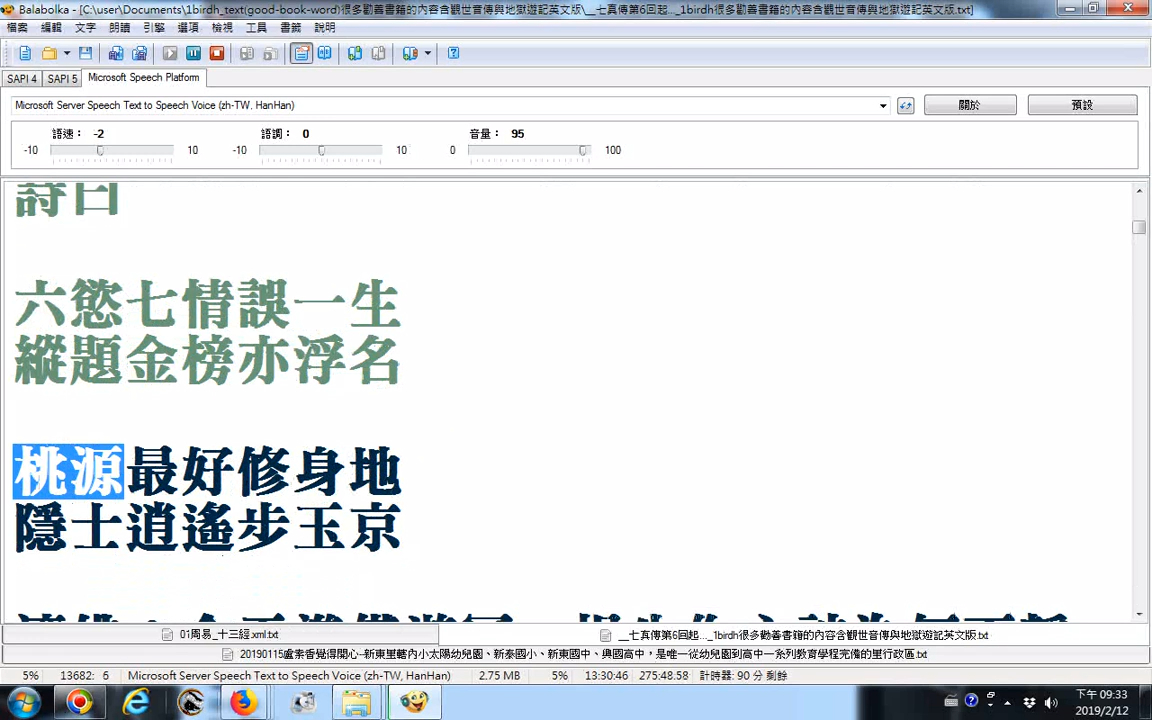 Balabolka - [C:\user\Documents\1birdh_text(good-book-word)很多勸善書籍的內容含觀世音傳與地獄遊記英文版\__七真傳第6回起..._1birdh很多勸善書籍的內容含觀世音傳與地獄遊記英文版.txt]
檔案 編輯 文字 朗讀 引擎 選項 檢視 工具 書籤 說明
SAPI 4 SAPI 5 Microsoft Speech Platform
Microsoft Server Speech Text to Speech Voice (zh-TW, HanHan) 關於 預設
語速： -2 語調： 0 音量： 95
-10 10 -10 10 0 100
詩曰
六慾七情誤一生
縱題金榜亦浮名
桃源最好修身地
隱士逍遙步玉京
01周易_十三經.xml.txt __七真傳第6回起..._1birdh很多勸善書籍的內容含觀世音傳與地獄遊記英文版.txt
20190115盧素香覺得開心--新東里轄內小太陽幼兒園、新泰國小、新東國中、興國高中，是唯一從幼兒園到高中一系列教育學程完備的里行政區.txt
5% 13682: 6 Microsoft Server Speech Text to Speech Voice (zh-TW, HanHan) 2.75 MB 5% 13:30:46 275:48.58 計時器: 90 分 剩餘
下午 09:33
2019/2/12